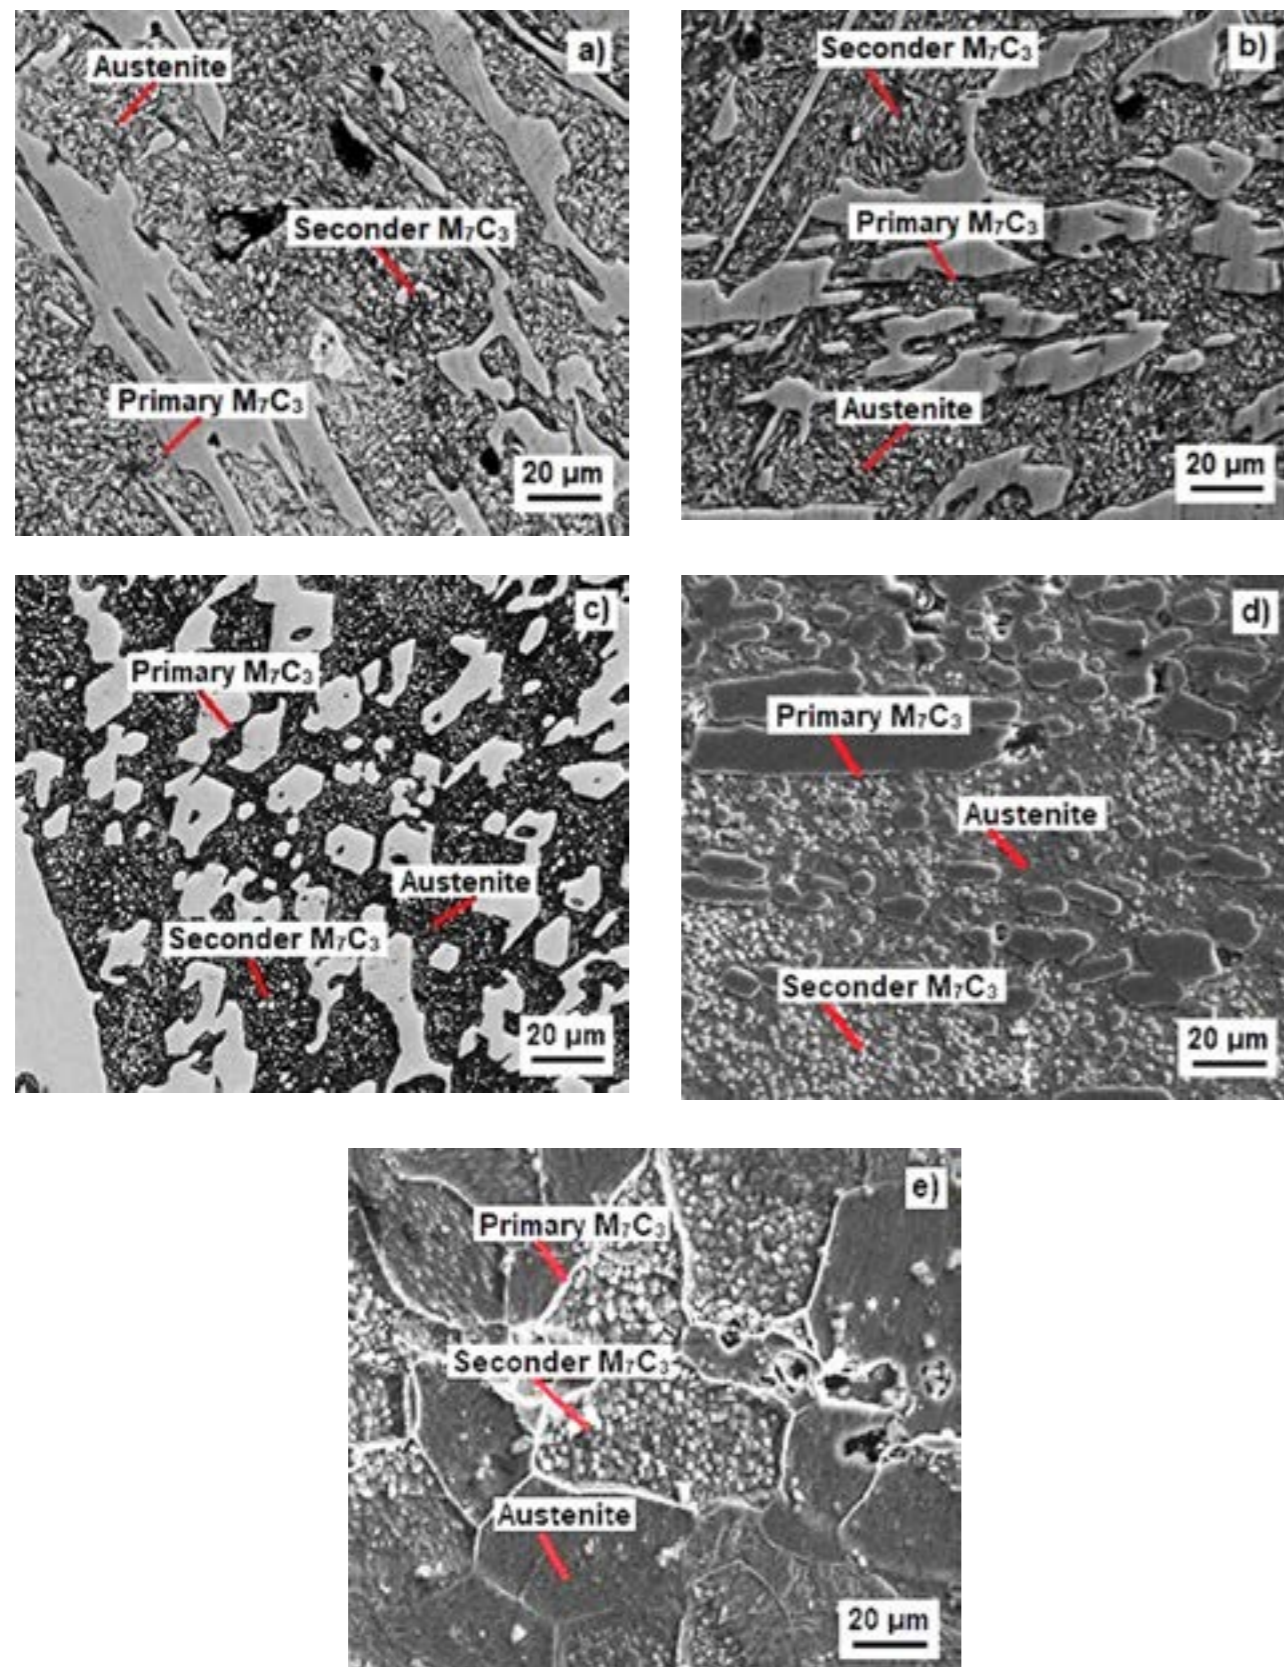 a)
Austenite
Seconder M₇C₃
Primary M₇C₃
20 µm
b)
Seconder M₇C₃
Primary M₇C₃
Austenite
20 µm
c)
Primary M₇C₃
Austenite
Seconder M₇C₃
20 µm
d)
Primary M₇C₃
Austenite
Seconder M₇C₃
20 µm
e)
Primary M₇C₃
Seconder M₇C₃
Austenite
20 µm